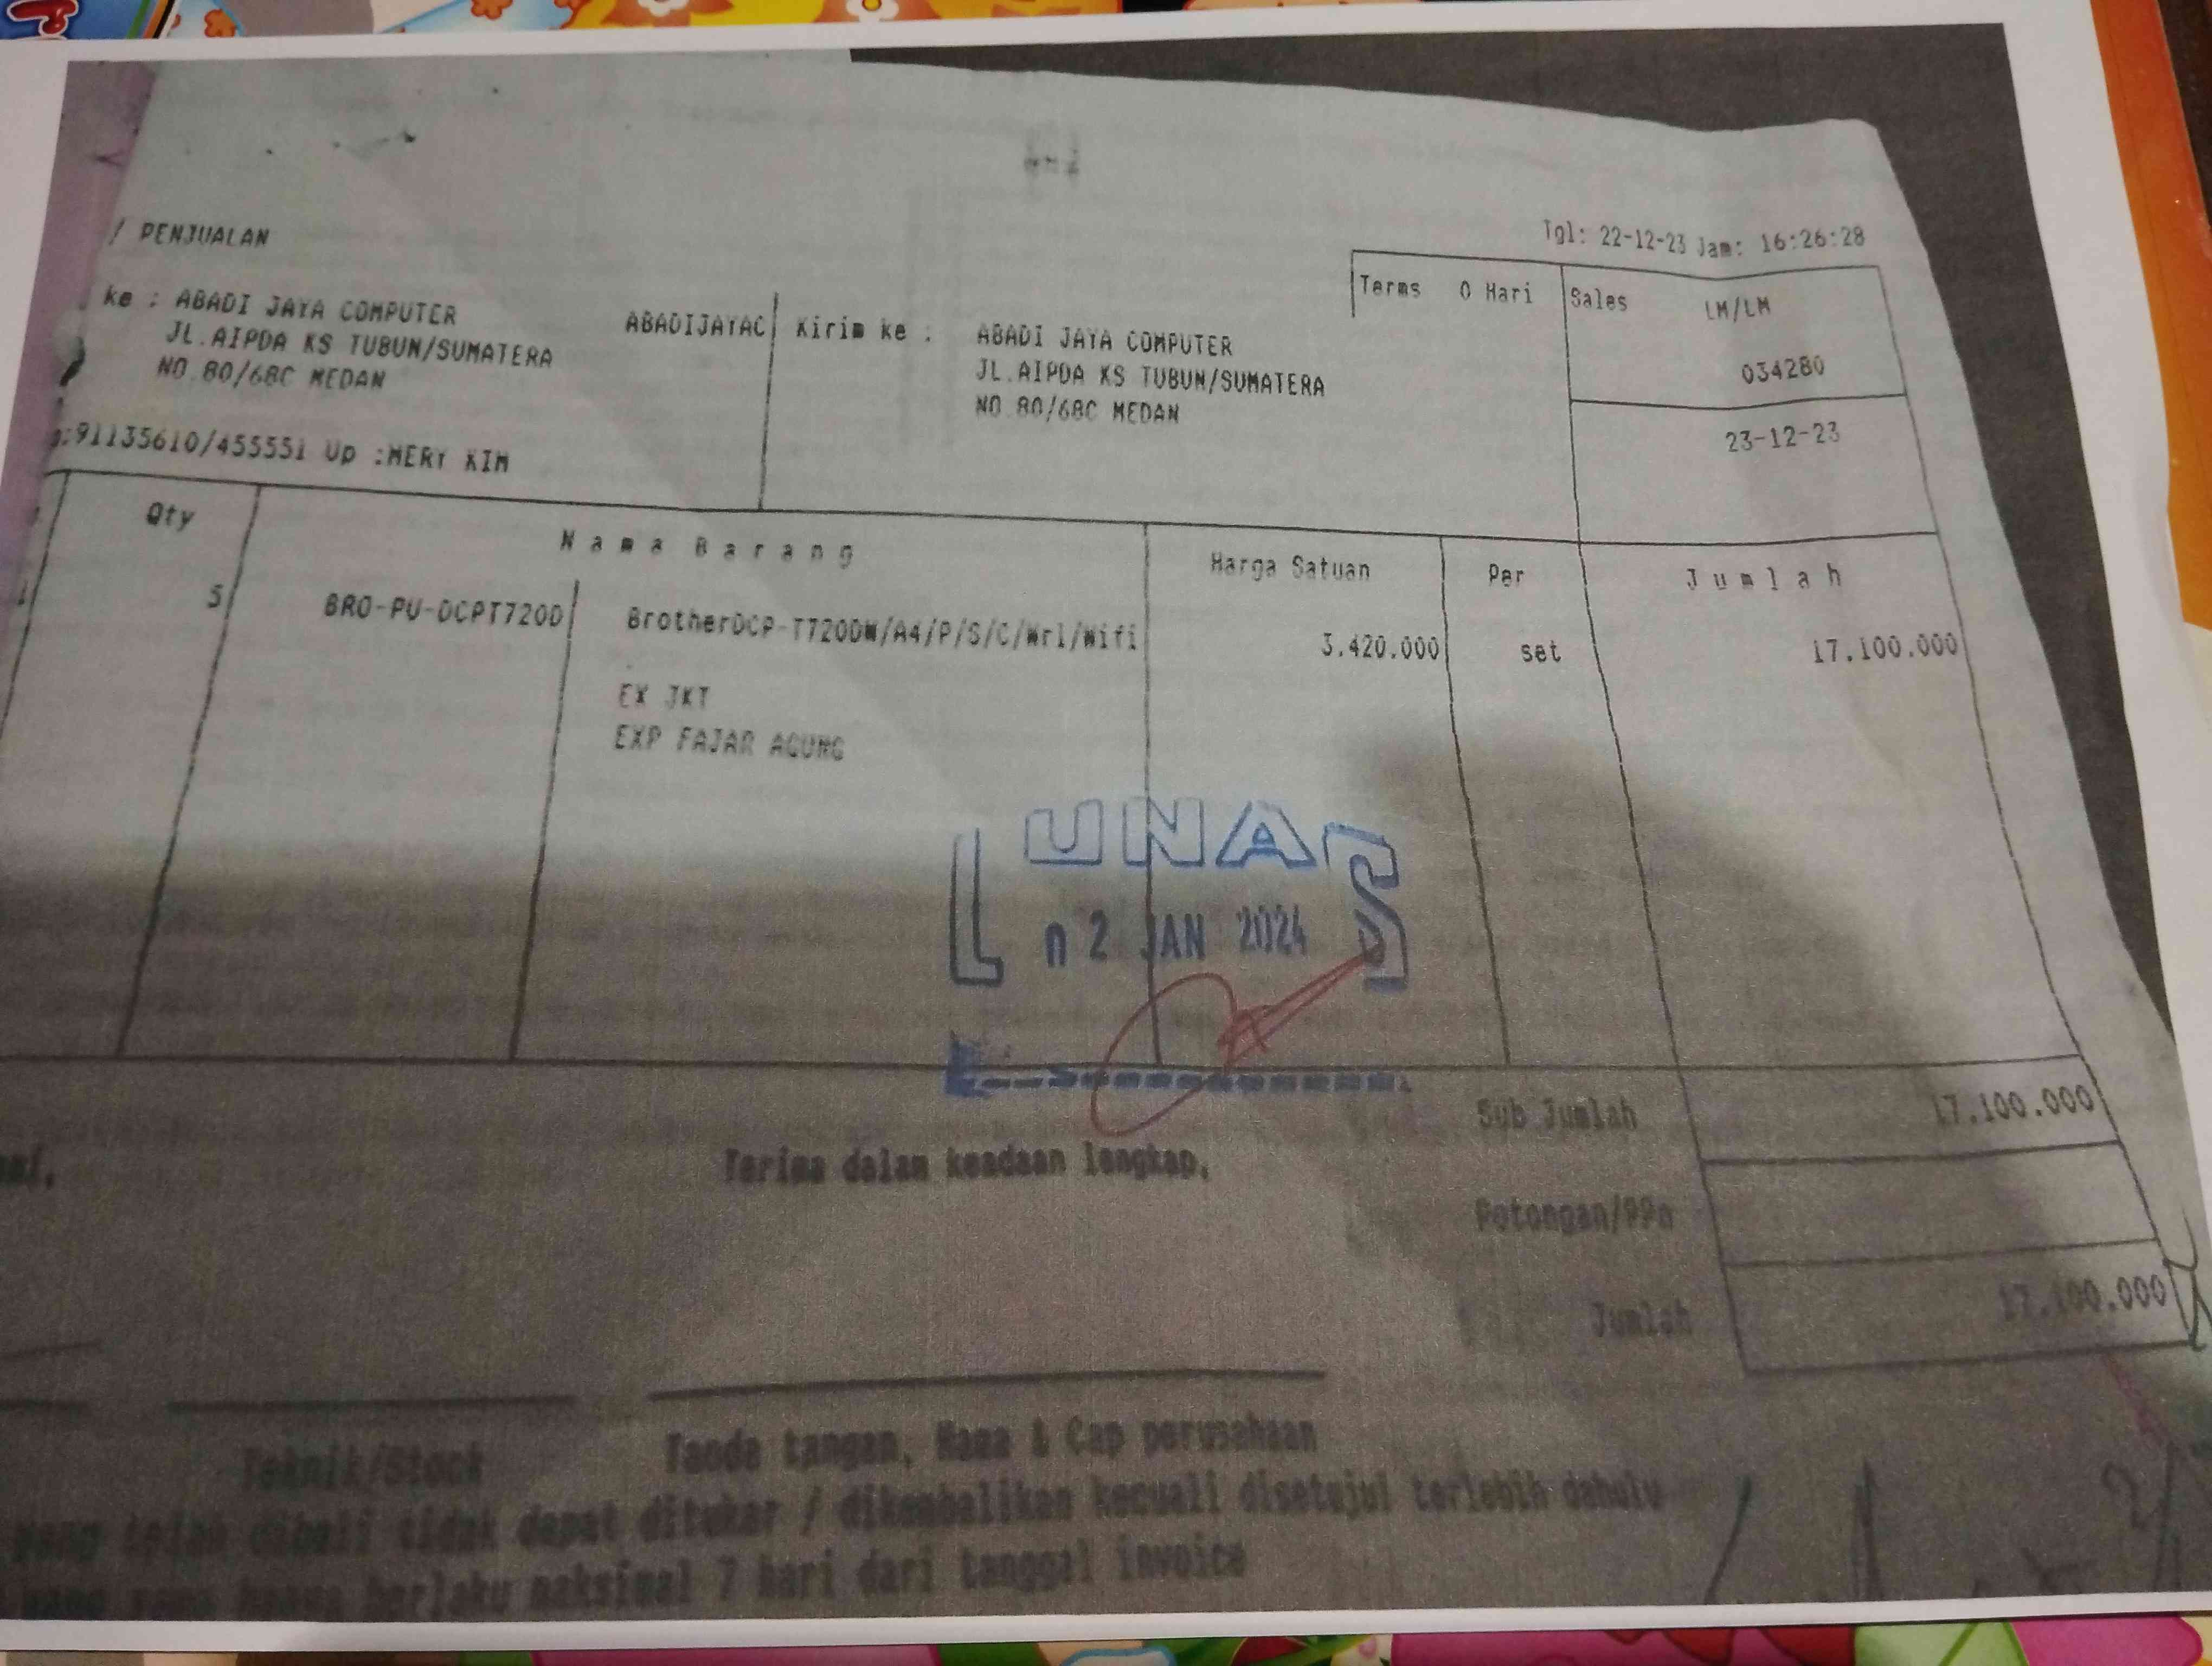 / PENJUALAN
Tgl: 22-12-23 Jam: 16:26:28
Terms 0 Hari Sales LM/LM
034280
23-12-23
ke : ABADI JAYA COMPUTER ABADIJAYAC
JL.AIPDA KS TUBUN/SUMATERA
NO.80/68C MEDAN
Kirim ke : ABADI JAYA COMPUTER
JL.AIPDA KS TUBUN/SUMATERA
NO.80/68C MEDAN
:91135610/455551 Up :MERY KIM
Qty Nama Barang Harga Satuan Per Jumlah
5 BRO-PU-DCPT720D BrotherDCP-T720DW/A4/P/S/C/Wrl/Wifi 3.420.000 set 17.100.000
EX JKT
EXP FAJAR AGUNG
LUNAS
2 JAN 2024
Sub Jumlah 17.100.000
Terima dalam keadaan lengkap,
Potongan/PPn
Jumlah 17.100.000
Teknik/Stock
Tanda tangan, Nama & Cap perusahaan
yang telah dibeli tidak dapat ditukar / dikembalikan kecuali disetujui terlebih dahulu
berlaku maksimal 7 hari dari tanggal invoice